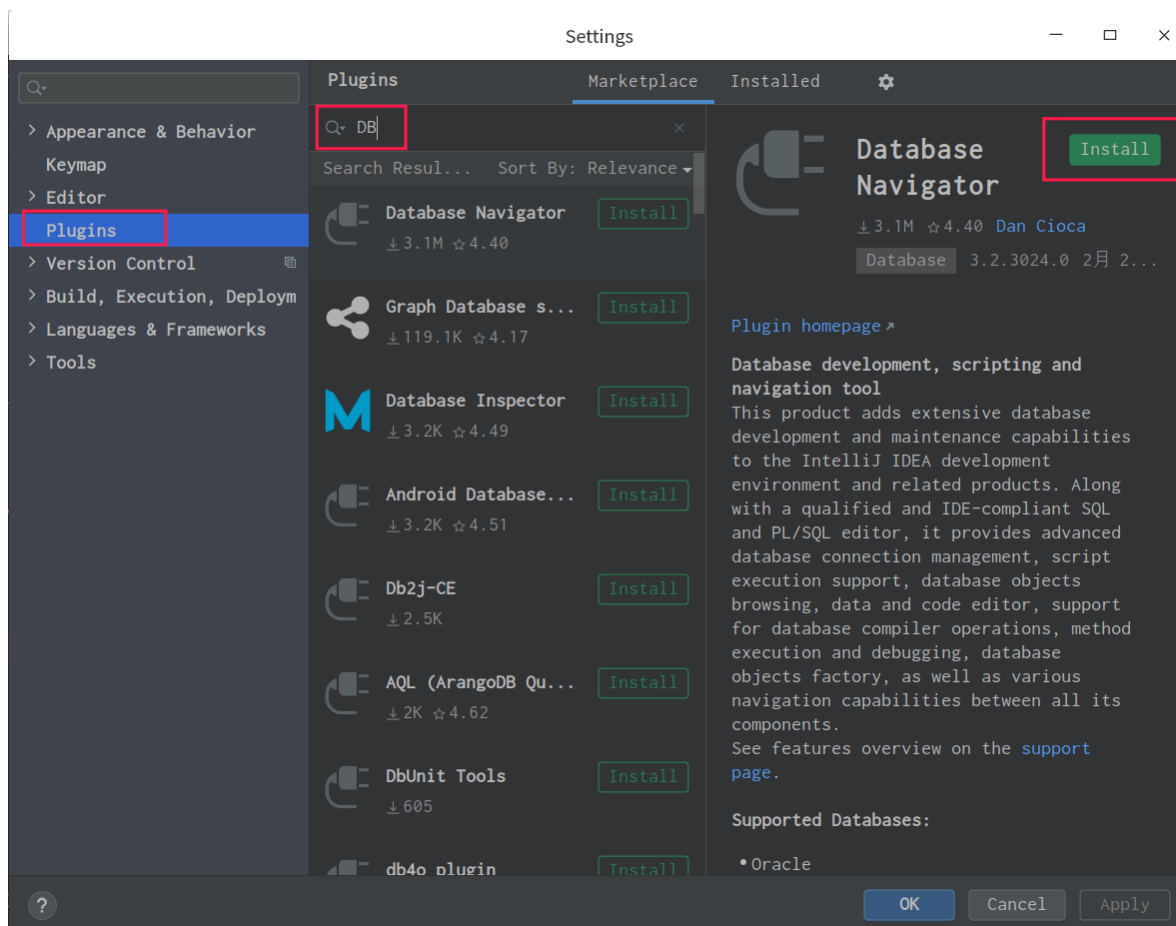 Settings
Appearance & Behavior
Keymap
Editor
Plugins
Version Control
Build, Execution, Deploym
Languages & Frameworks
Tools
Plugins
Marketplace
Installed
DB
Search Resul... Sort By: Relevance
Database Navigator Install
3.1M 4.40
Graph Database s... Install
119.1K 4.17
Database Inspector Install
3.2K 4.49
Android Database... Install
3.2K 4.51
Db2j-CE Install
2.5K
AQL (ArangoDB Qu... Install
2K 4.62
DbUnit Tools Install
605
db4o plugin Install
Database
Navigator
Install
3.1M 4.40 Dan Cioca
Database 3.2.3024.0 2月 2...
Plugin homepage
Database development, scripting and
navigation tool
This product adds extensive database
development and maintenance capabilities
to the IntelliJ IDEA development
environment and related products. Along
with a qualified and IDE-compliant SQL
and PL/SQL editor, it provides advanced
database connection management, script
execution support, database objects
browsing, data and code editor, support
for database compiler operations, method
execution and debugging, database
objects factory, as well as various
navigation capabilities between all its
components.
See features overview on the support
page.
Supported Databases:
•Oracle
?
OK
Cancel
Apply